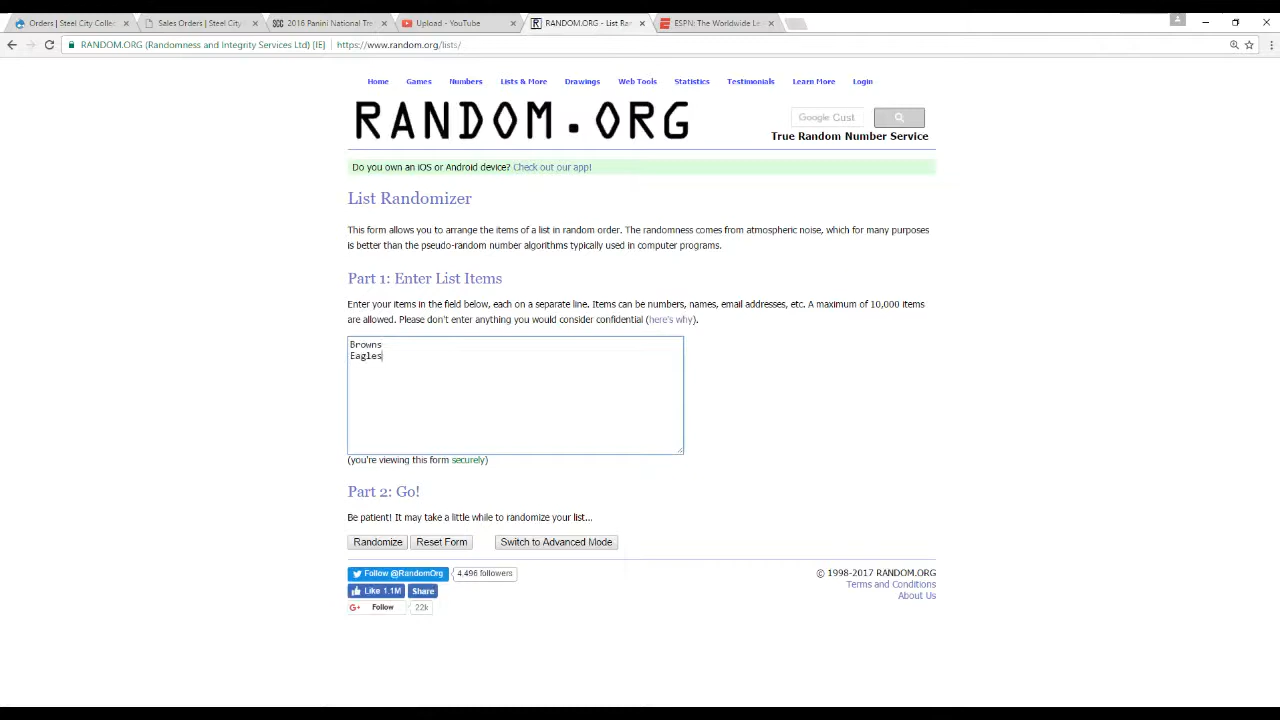 Orders | Steel City Collec
Sales Orders | Steel City
2016 Panini National Tre
Upload - YouTube
RANDOM.ORG - List Ran
ESPN: The Worldwide Le
RANDOM.ORG (Randomness and Integrity Services Ltd) [IE] https://www.random.org/lists/
Home Games Numbers Lists & More Drawings Web Tools Statistics Testimonials Learn More Login
RANDOM.ORG
Google Cust
True Random Number Service
Do you own an iOS or Android device? Check out our app!
List Randomizer
This form allows you to arrange the items of a list in random order. The randomness comes from atmospheric noise, which for many purposes
is better than the pseudo-random number algorithms typically used in computer programs.
Part 1: Enter List Items
Enter your items in the field below, each on a separate line. Items can be numbers, names, email addresses, etc. A maximum of 10,000 items
are allowed. Please don't enter anything you would consider confidential (here's why).
Browns
Eagles
(you're viewing this form securely)
Part 2: Go!
Be patient! It may take a little while to randomize your list...
Randomize Reset Form Switch to Advanced Mode
Follow @RandomOrg 4,496 followers
© 1998-2017 RANDOM.ORG
Like 1.1M Share
Terms and Conditions
G+ Follow 22k
About Us